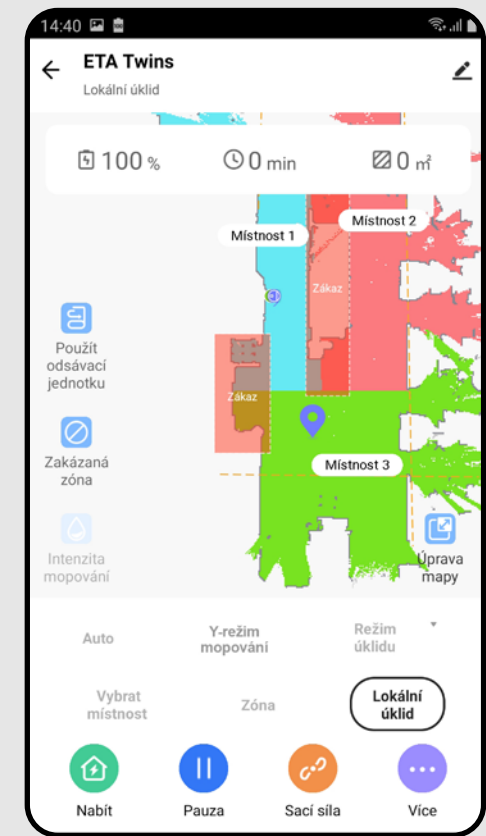 14:40
ETA Twins
Lokální úklid
100 %
0 min
0 m²
Místnost 2
Místnost 1
Zákaz
Použít
odsávací
jednotku
Zákaz
Zakázaná
zóna
Místnost 3
Intenzita
mopování
Úprava
mapy
Auto
Y-režim
mopování
Režim
úklidu
Vybrat
místnost
Zóna
Lokální
úklid
Nabít
Pauza
Sací síla
Více